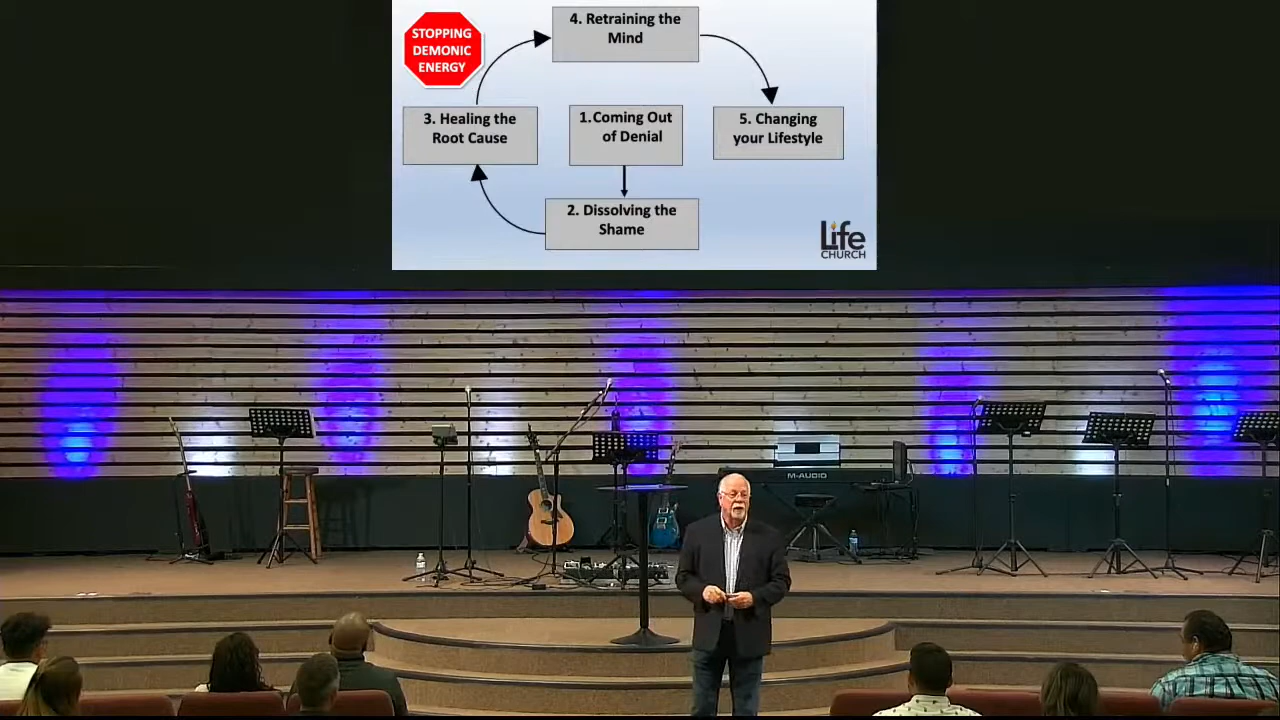 STOPPING
DEMONIC
ENERGY
4. Retraining the
Mind
3. Healing the
Root Cause
1.Coming Out
of Denial
5. Changing
your Lifestyle
2. Dissolving the
Shame
Life
CHURCH
M-AUDIO